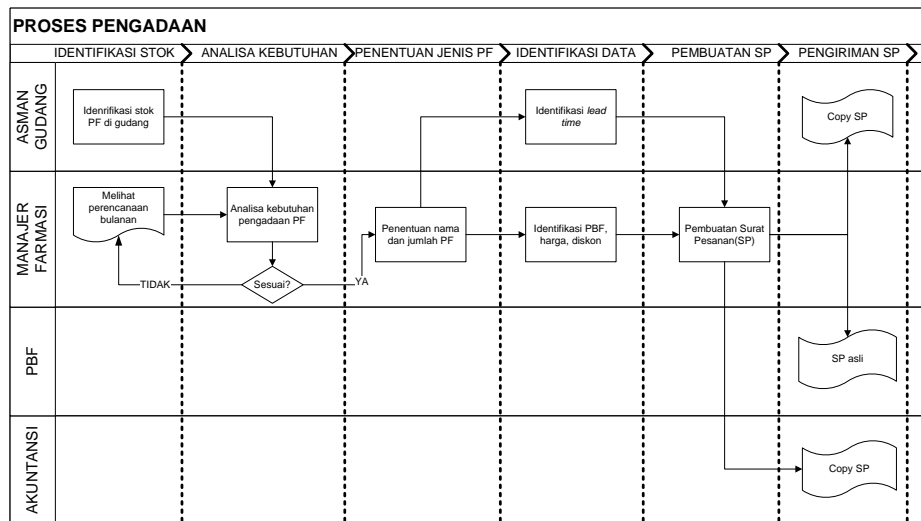 PROSES PENGADAAN
IDENTIFIKASI STOK
ANALISA KEBUTUHAN
PENENTUAN JENIS PF
IDENTIFIKASI DATA
PEMBUATAN SP
PENGIRIMAN SP
ASMAN
GUDANG
Idenrifikasi stok
PF di gudang
Identifikasi lead
time
Copy SP
MANAJER
FARMASI
Melihat
perencanaan
bulanan
Analisa kebutuhan
pengadaan PF
Penentuan nama
dan jumlah PF
Identifikasi PBF,
harga, diskon
Pembuatan Surat
Pesanan(SP)
TIDAK
Sesuai?
YA
PBF
SP asli
AKUNTANSI
Copy SP